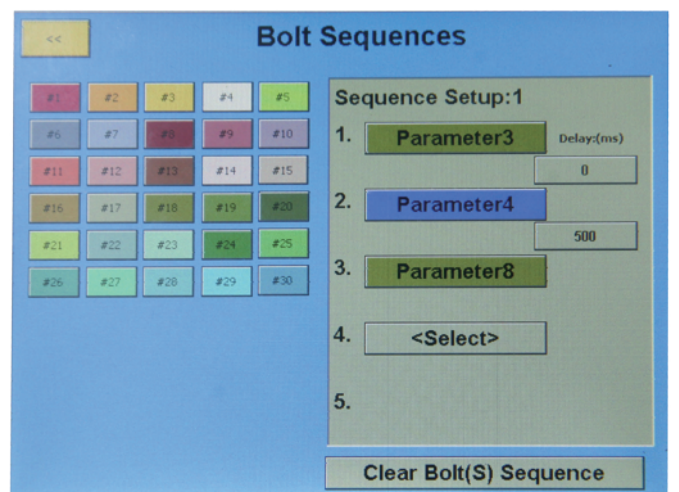 <<
Bolt Sequences
#1 #2 #3 #4 #5
#6 #7 #8 #9 #10
#11 #12 #13 #14 #15
#16 #17 #18 #19 #20
#21 #22 #23 #24 #25
#26 #27 #28 #29 #30
Sequence Setup:1
1. Parameter3 Delay:(ms)
0
2. Parameter4
500
3. Parameter8
4. <Select>
5.
Clear Bolt(S) Sequence